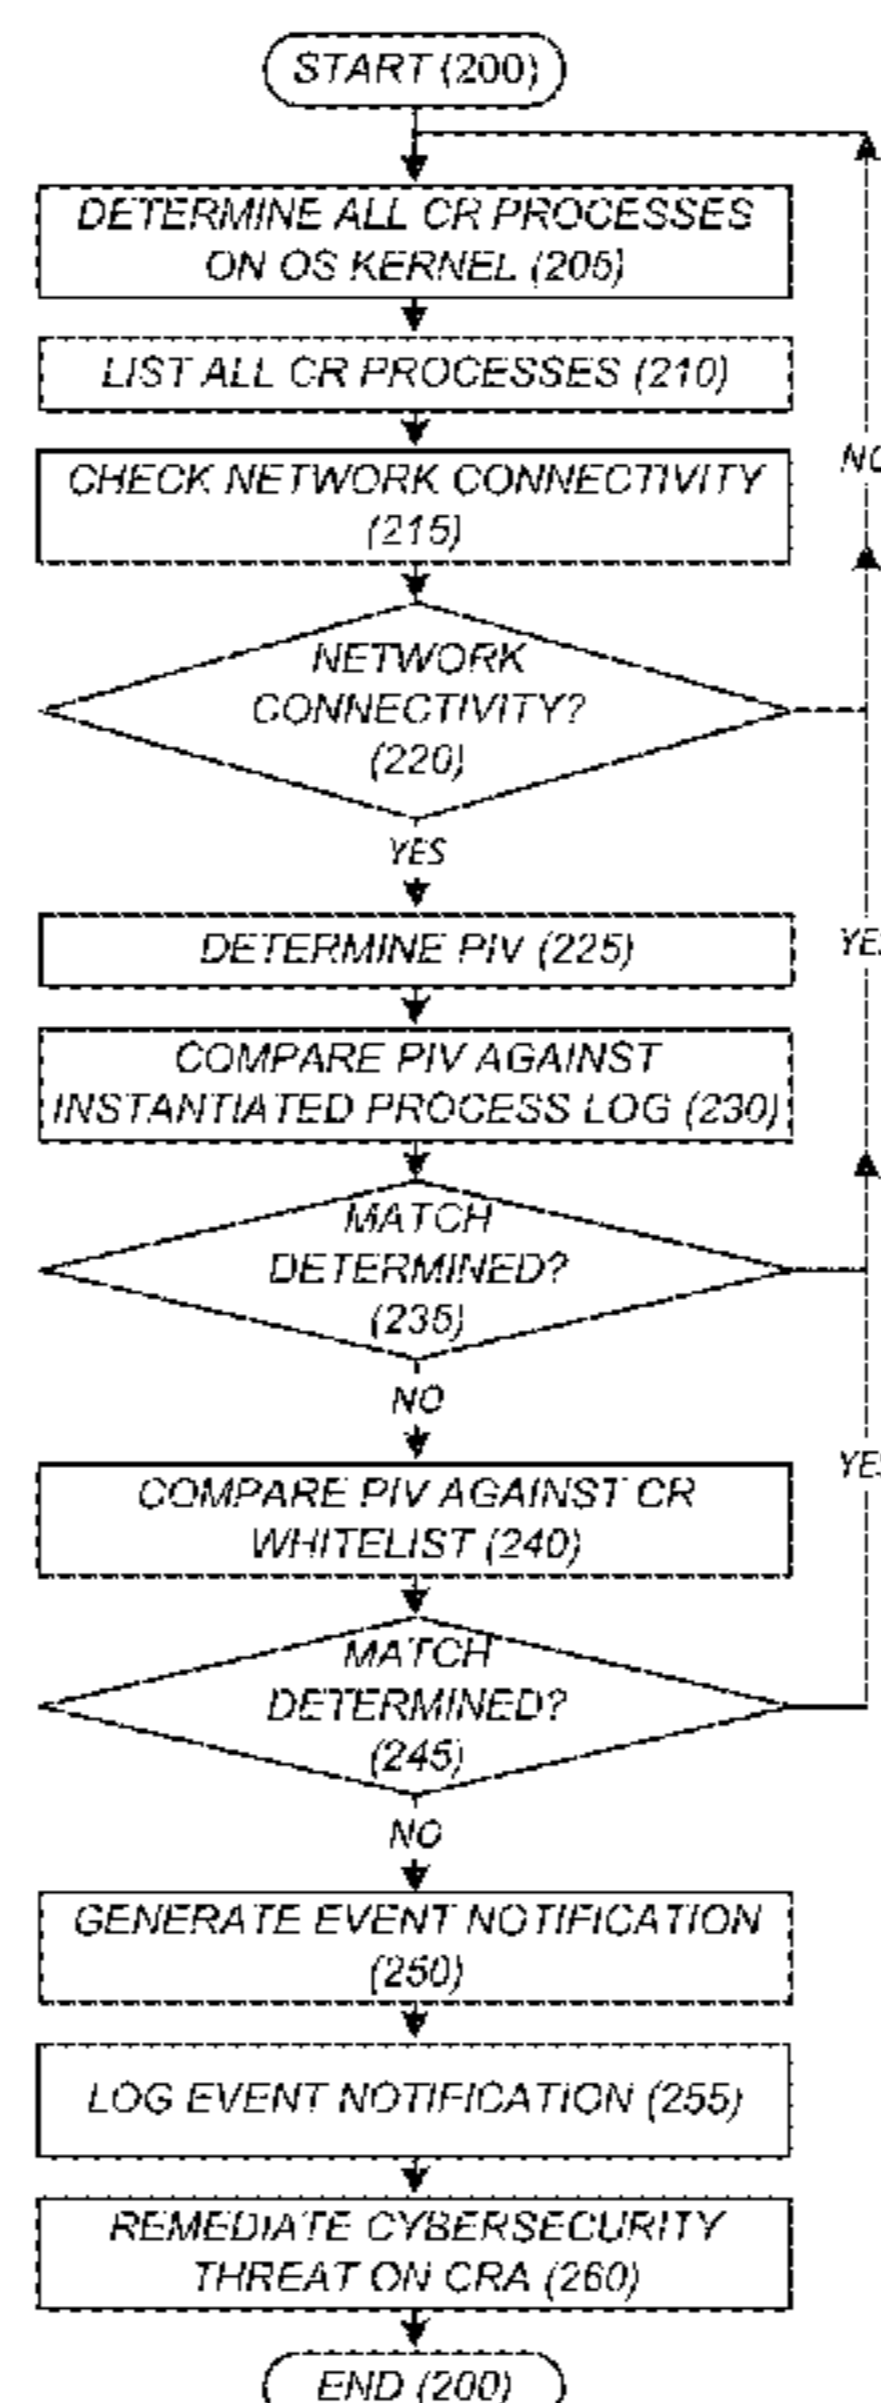 START (200)
DETERMINE ALL CR PROCESSES
ON OS KERNEL (205)
LIST ALL CR PROCESSES (210)
CHECK NETWORK CONNECTIVITY
(215)
NO
NETWORK
CONNECTIVITY?
(220)
YES
DETERMINE PIV (225)
YES
COMPARE PIV AGAINST
INSTANTIATED PROCESS LOG (230)
MATCH
DETERMINED?
(235)
NO
YES
COMPARE PIV AGAINST CR
WHITELIST (240)
MATCH
DETERMINED?
(245)
NO
GENERATE EVENT NOTIFICATION
(250)
LOG EVENT NOTIFICATION (255)
REMEDIATE CYBERSECURITY
THREAT ON CRA (260)
END (200)